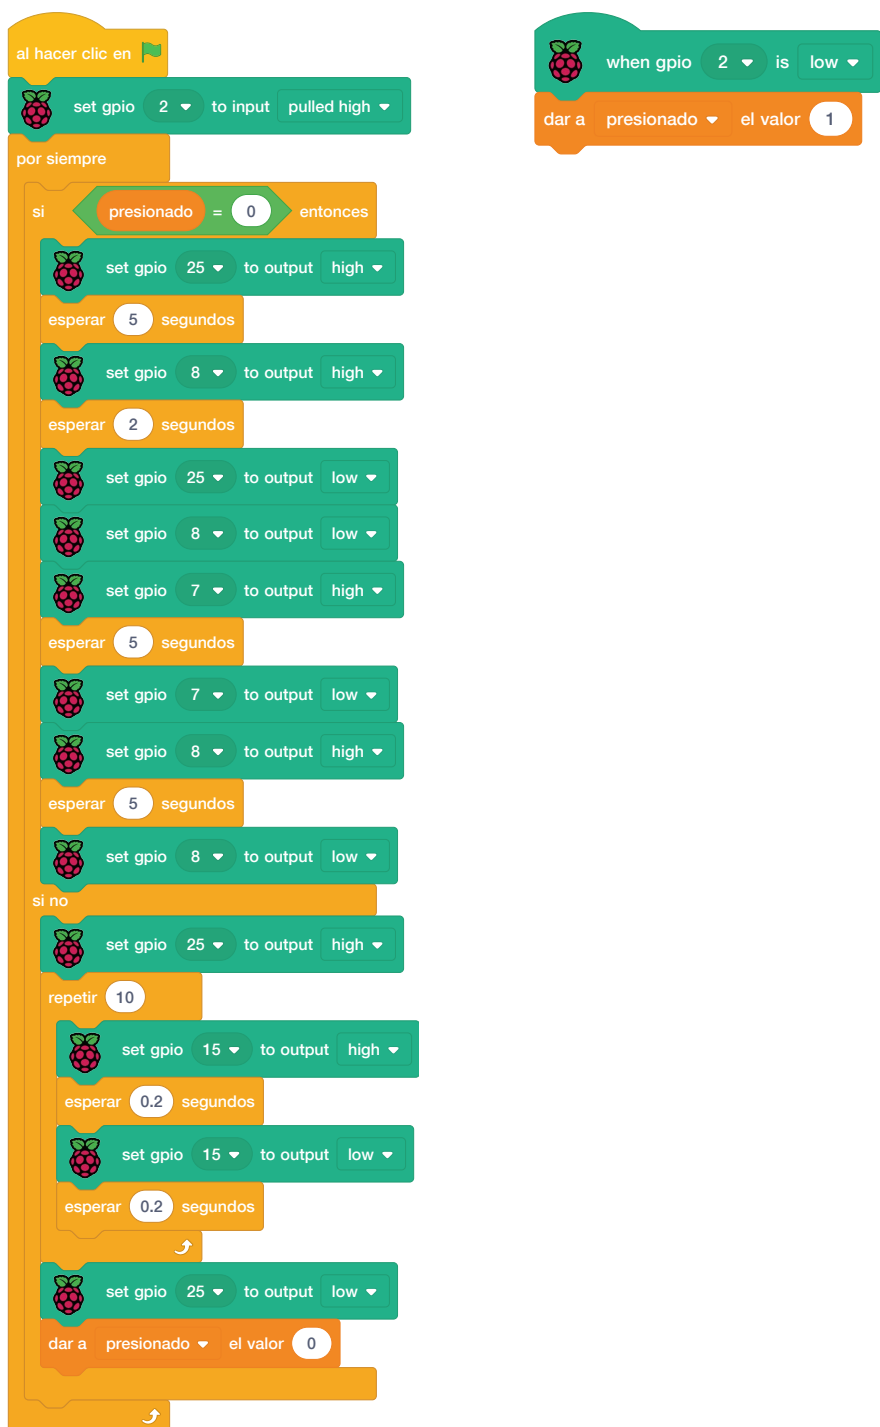 al hacer clic en
set gpio 2 to input pulled high
por siempre
si presionado = 0 entonces
set gpio 25 to output high
esperar 5 segundos
set gpio 8 to output high
esperar 2 segundos
set gpio 25 to output low
set gpio 8 to output low
set gpio 7 to output high
esperar 5 segundos
set gpio 7 to output low
set gpio 8 to output high
esperar 5 segundos
set gpio 8 to output low
si no
set gpio 25 to output high
repetir 10
set gpio 15 to output high
esperar 0.2 segundos
set gpio 15 to output low
esperar 0.2 segundos
set gpio 25 to output low
dar a presionado el valor 0
when gpio 2 is low
dar a presionado el valor 1